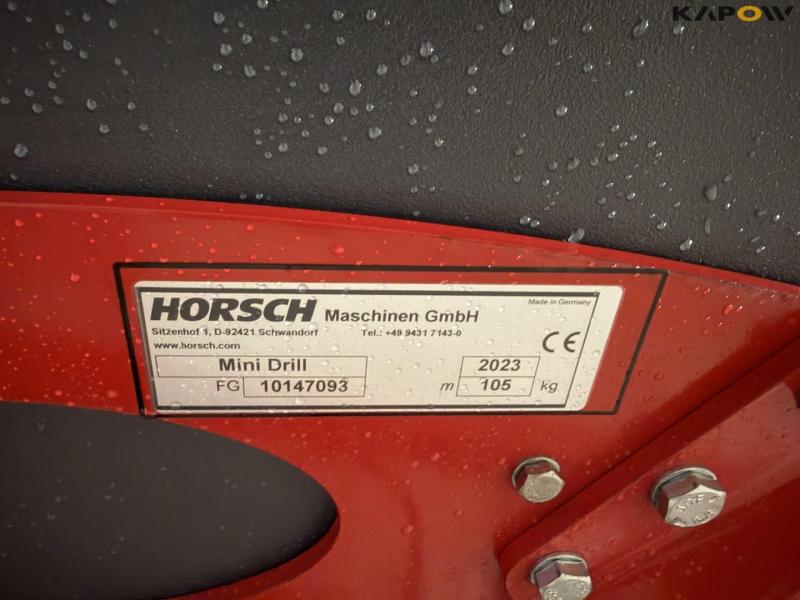 KAPOW
HORSCH Maschinen GmbH
Made in Germany
Sitzenhof 1, D-92421 Schwandorf Tel.: +49 9431 7143-0
www.horsch.com
CE
Mini Drill 2023
FG 10147093 m 105 kg